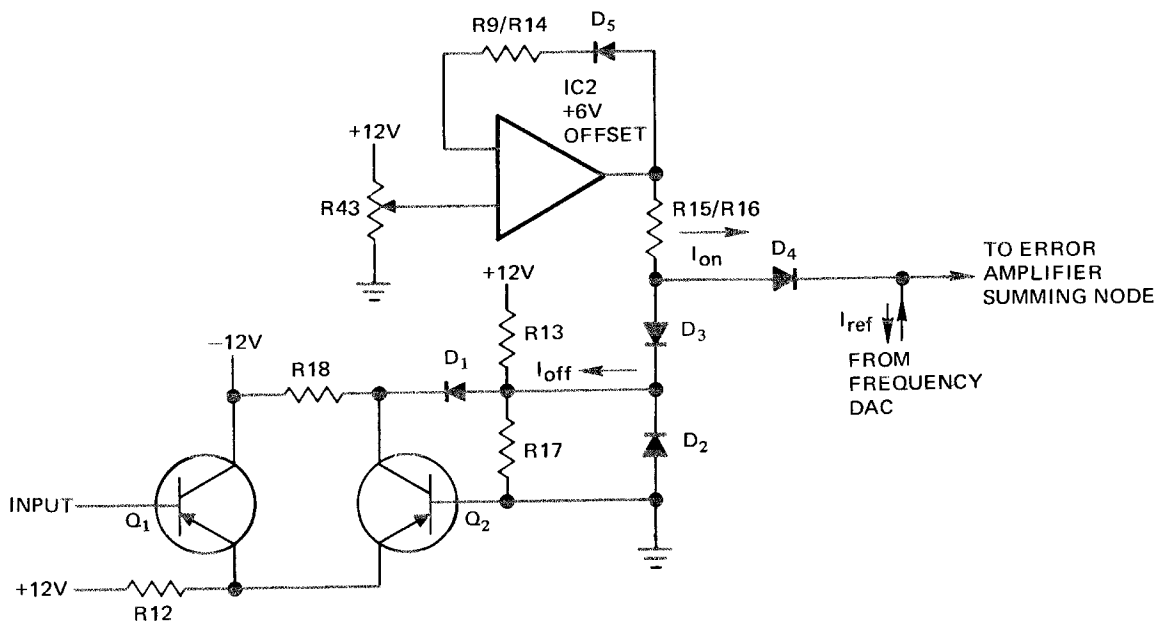 R9/R14
D5
IC2
+6V
OFFSET
+12V
R43
R15/R16
Ion
D4
TO ERROR
AMPLIFIER
SUMMING NODE
+12V
R13
D3
Iref
FROM
FREQUENCY
DAC
−12V
R18
D1
Ioff
R17
D2
INPUT
Q1
Q2
+12V
R12